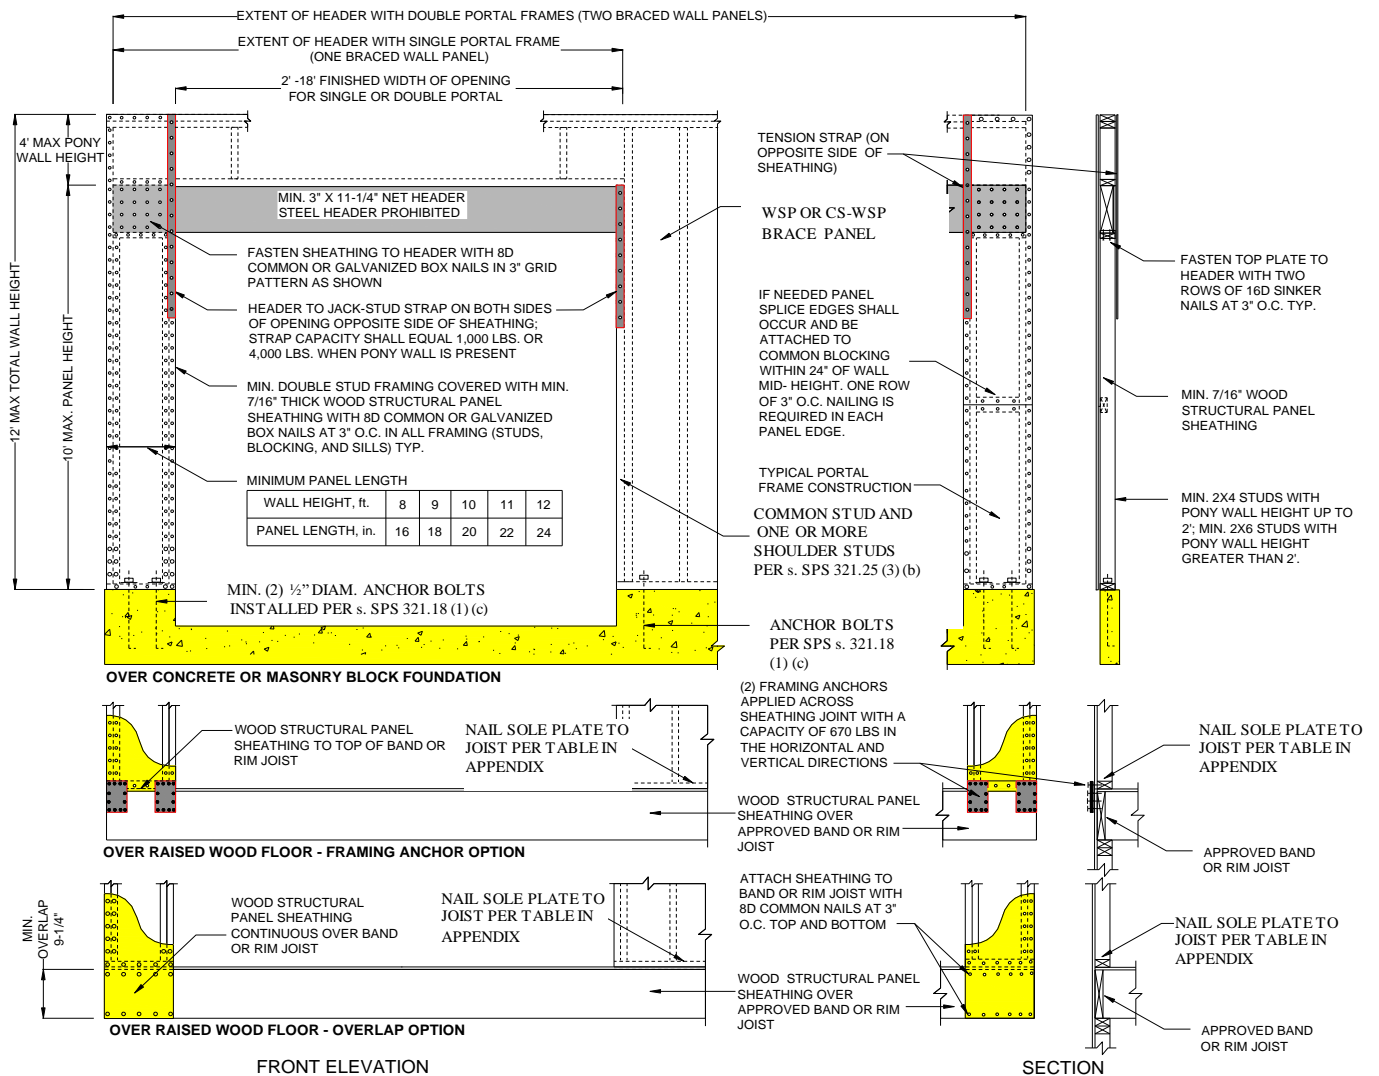 EXTENT OF HEADER WITH DOUBLE PORTAL FRAMES (TWO BRACED WALL PANELS)
EXTENT OF HEADER WITH SINGLE PORTAL FRAME
(ONE BRACED WALL PANEL)
2' -18' FINISHED WIDTH OF OPENING
FOR SINGLE OR DOUBLE PORTAL
4' MAX PONY
WALL HEIGHT
12' MAX TOTAL WALL HEIGHT
10' MAX. PANEL HEIGHT
MIN. 3" X 11-1/4" NET HEADER
STEEL HEADER PROHIBITED
FASTEN SHEATHING TO HEADER WITH 8D
COMMON OR GALVANIZED BOX NAILS IN 3" GRID
PATTERN AS SHOWN
HEADER TO JACK-STUD STRAP ON BOTH SIDES
OF OPENING OPPOSITE SIDE OF SHEATHING;
STRAP CAPACITY SHALL EQUAL 1,000 LBS. OR
4,000 LBS. WHEN PONY WALL IS PRESENT
MIN. DOUBLE STUD FRAMING COVERED WITH MIN.
7/16" THICK WOOD STRUCTURAL PANEL
SHEATHING WITH 8D COMMON OR GALVANIZED
BOX NAILS AT 3" O.C. IN ALL FRAMING (STUDS,
BLOCKING, AND SILLS) TYP.
MINIMUM PANEL LENGTH
WALL HEIGHT, ft. 8 9 10 11 12
PANEL LENGTH, in. 16 18 20 22 24
MIN. (2) ½” DIAM. ANCHOR BOLTS
INSTALLED PER s. SPS 321.18 (1) (c)
TENSION STRAP (ON
OPPOSITE SIDE OF
SHEATHING)
WSP OR CS-WSP
BRACE PANEL
IF NEEDED PANEL
SPLICE EDGES SHALL
OCCUR AND BE
ATTACHED TO
COMMON BLOCKING
WITHIN 24" OF WALL
MID- HEIGHT. ONE ROW
OF 3" O.C. NAILING IS
REQUIRED IN EACH
PANEL EDGE.
TYPICAL PORTAL
FRAME CONSTRUCTION
COMMON STUD AND
ONE OR MORE
SHOULDER STUDS
PER s. SPS 321.25 (3) (b)
ANCHOR BOLTS
PER SPS s. 321.18
(1) (c)
FASTEN TOP PLATE TO
HEADER WITH TWO
ROWS OF 16D SINKER
NAILS AT 3" O.C. TYP.
MIN. 7/16" WOOD
STRUCTURAL PANEL
SHEATHING
MIN. 2X4 STUDS WITH
PONY WALL HEIGHT UP TO
2'; MIN. 2X6 STUDS WITH
PONY WALL HEIGHT
GREATER THAN 2'.
OVER CONCRETE OR MASONRY BLOCK FOUNDATION
WOOD STRUCTURAL PANEL
SHEATHING TO TOP OF BAND OR
RIM JOIST
NAIL SOLE PLATE TO
JOIST PER TABLE IN
APPENDIX
(2) FRAMING ANCHORS
APPLIED ACROSS
SHEATHING JOINT WITH A
CAPACITY OF 670 LBS IN
THE HORIZONTAL AND
VERTICAL DIRECTIONS
WOOD STRUCTURAL PANEL
SHEATHING OVER
APPROVED BAND OR RIM
JOIST
NAIL SOLE PLATE TO
JOIST PER TABLE IN
APPENDIX
APPROVED BAND
OR RIM JOIST
OVER RAISED WOOD FLOOR - FRAMING ANCHOR OPTION
MIN.
OVERLAP
9-1/4"
WOOD STRUCTURAL
PANEL SHEATHING
CONTINUOUS OVER BAND
OR RIM JOIST
NAIL SOLE PLATE TO
JOIST PER TABLE IN
APPENDIX
ATTACH SHEATHING TO
BAND OR RIM JOIST WITH
8D COMMON NAILS AT 3"
O.C. TOP AND BOTTOM
WOOD STRUCTURAL PANEL
SHEATHING OVER
APPROVED BAND OR RIM
JOIST
NAIL SOLE PLATE TO
JOIST PER TABLE IN
APPENDIX
APPROVED BAND
OR RIM JOIST
OVER RAISED WOOD FLOOR - OVERLAP OPTION
FRONT ELEVATION
SECTION